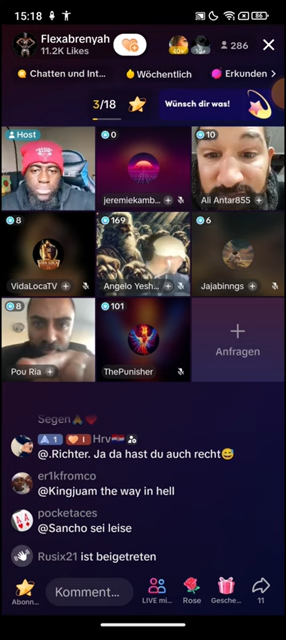 15:18
86
Flexabrenyah
11.2K Likes
286
Chatten und Int...
Wöchentlich
Erkunden
3/18
Wünsch dir was!
Host
0
10
jeremiekamb...
Ali Antar855
8
169
6
VidaLocaTV
Angelo Yesh...
Jajabinngs
8
101
Pou Ria
ThePunisher
Anfragen
Segen
1
I
Hrv
@.Richter. Ja da hast du auch recht
er1kfromco
@Kingjuam the way in hell
pocketaces
@Sancho sei leise
Rusix21 ist beigetreten
Abonn...
Komment...
LIVE mi...
Rose
Gesche...
11